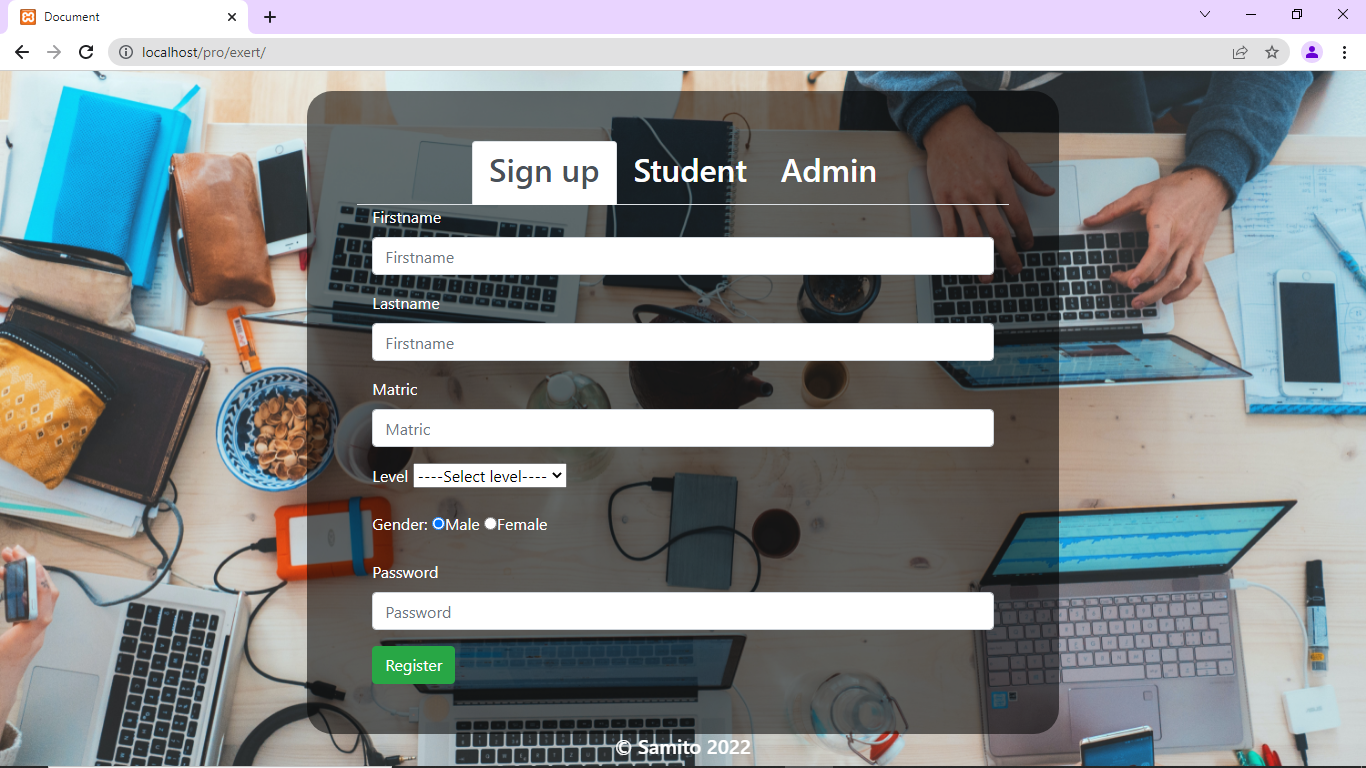 Document
localhost/pro/exert/
Sign up Student Admin
Firstname
Firstname
Lastname
Firstname
Matric
Matric
Level ----Select level----
Gender: Male Female
Password
Password
Register
© Samito 2022